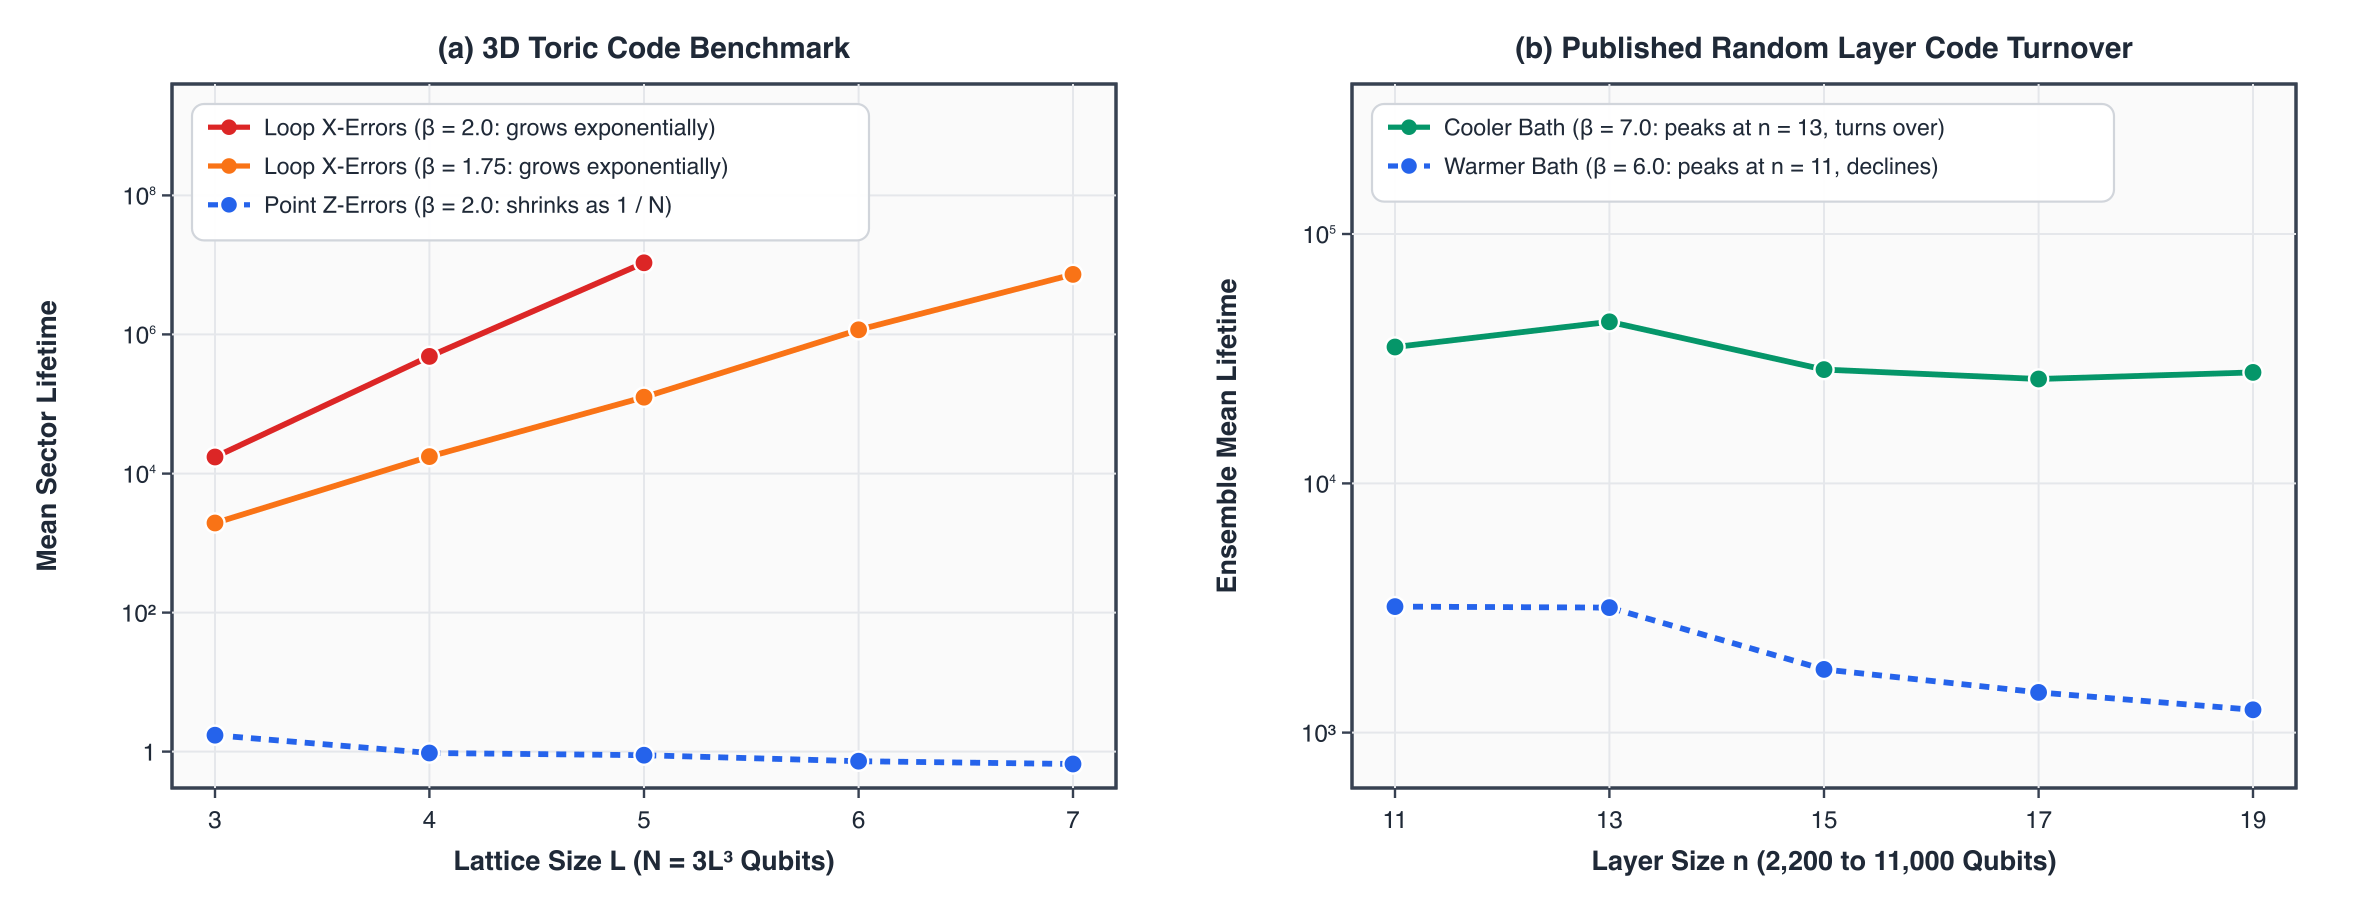 (a) 3D Toric Code Benchmark
Loop X-Errors (β = 2.0: grows exponentially)
Loop X-Errors (β = 1.75: grows exponentially)
Point Z-Errors (β = 2.0: shrinks as 1 / N)
Mean Sector Lifetime
10⁸
10⁶
10⁴
10²
1
3 4 5 6 7
Lattice Size L (N = 3L³ Qubits)
(b) Published Random Layer Code Turnover
Cooler Bath (β = 7.0: peaks at n = 13, turns over)
Warmer Bath (β = 6.0: peaks at n = 11, declines)
Ensemble Mean Lifetime
10⁵
10⁴
10³
11 13 15 17 19
Layer Size n (2,200 to 11,000 Qubits)